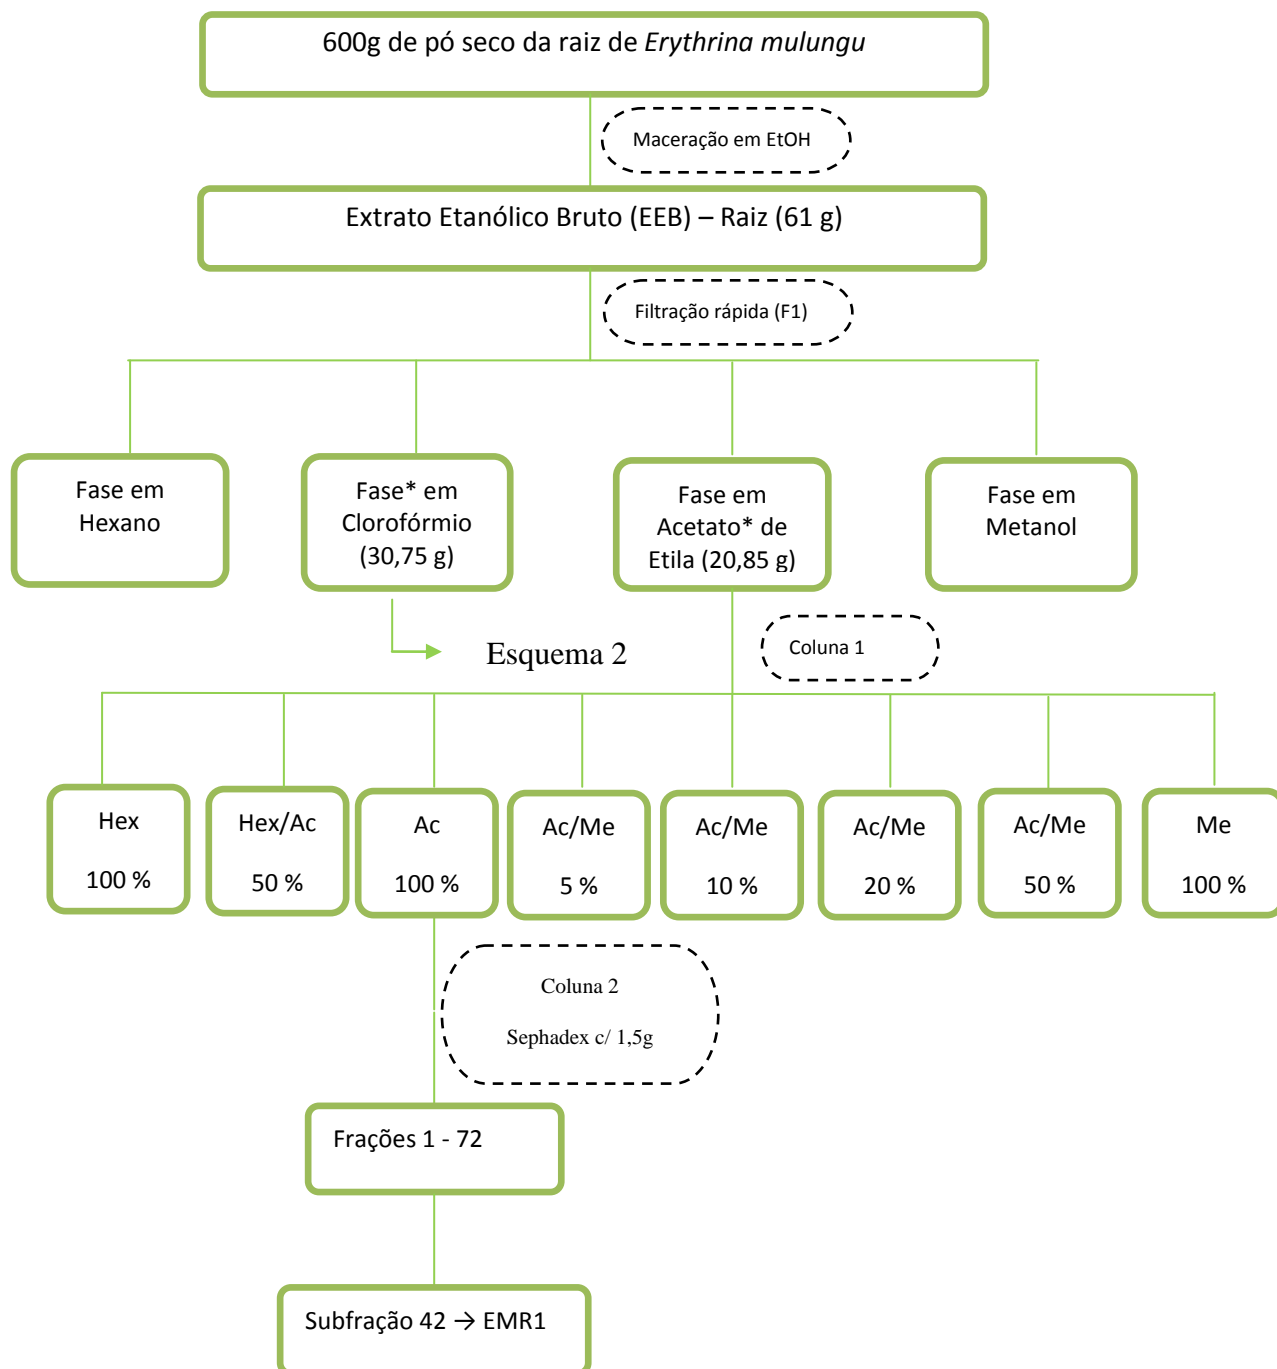 600g de pó seco da raiz de Erythrina mulungu
Maceração em EtOH
Extrato Etanólico Bruto (EEB) – Raiz (61 g)
Filtração rápida (F1)
Fase em
Hexano
Fase* em
Clorofórmio
(30,75 g)
Fase em
Acetato* de
Etila (20,85 g)
Fase em
Metanol
Esquema 2
Coluna 1
Hex
100 %
Hex/Ac
50 %
Ac
100 %
Ac/Me
5 %
Ac/Me
10 %
Ac/Me
20 %
Ac/Me
50 %
Me
100 %
Coluna 2
Sephadex c/ 1,5g
Frações 1 - 72
Subfração 42 → EMR1